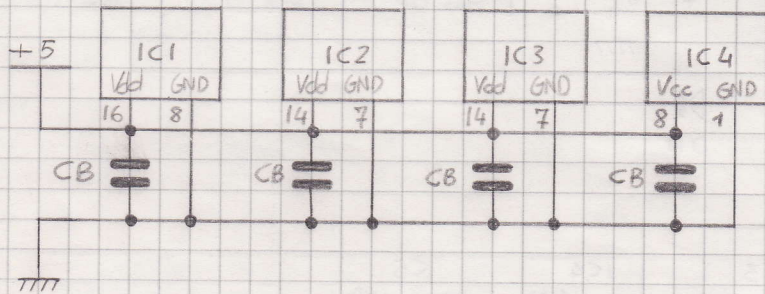 +5 IC1 IC2 IC3 IC4
Vdd GND Vdd GND Vdd GND Vcc GND
16 8 14 7 14 7 8 1
CB CB CB CB